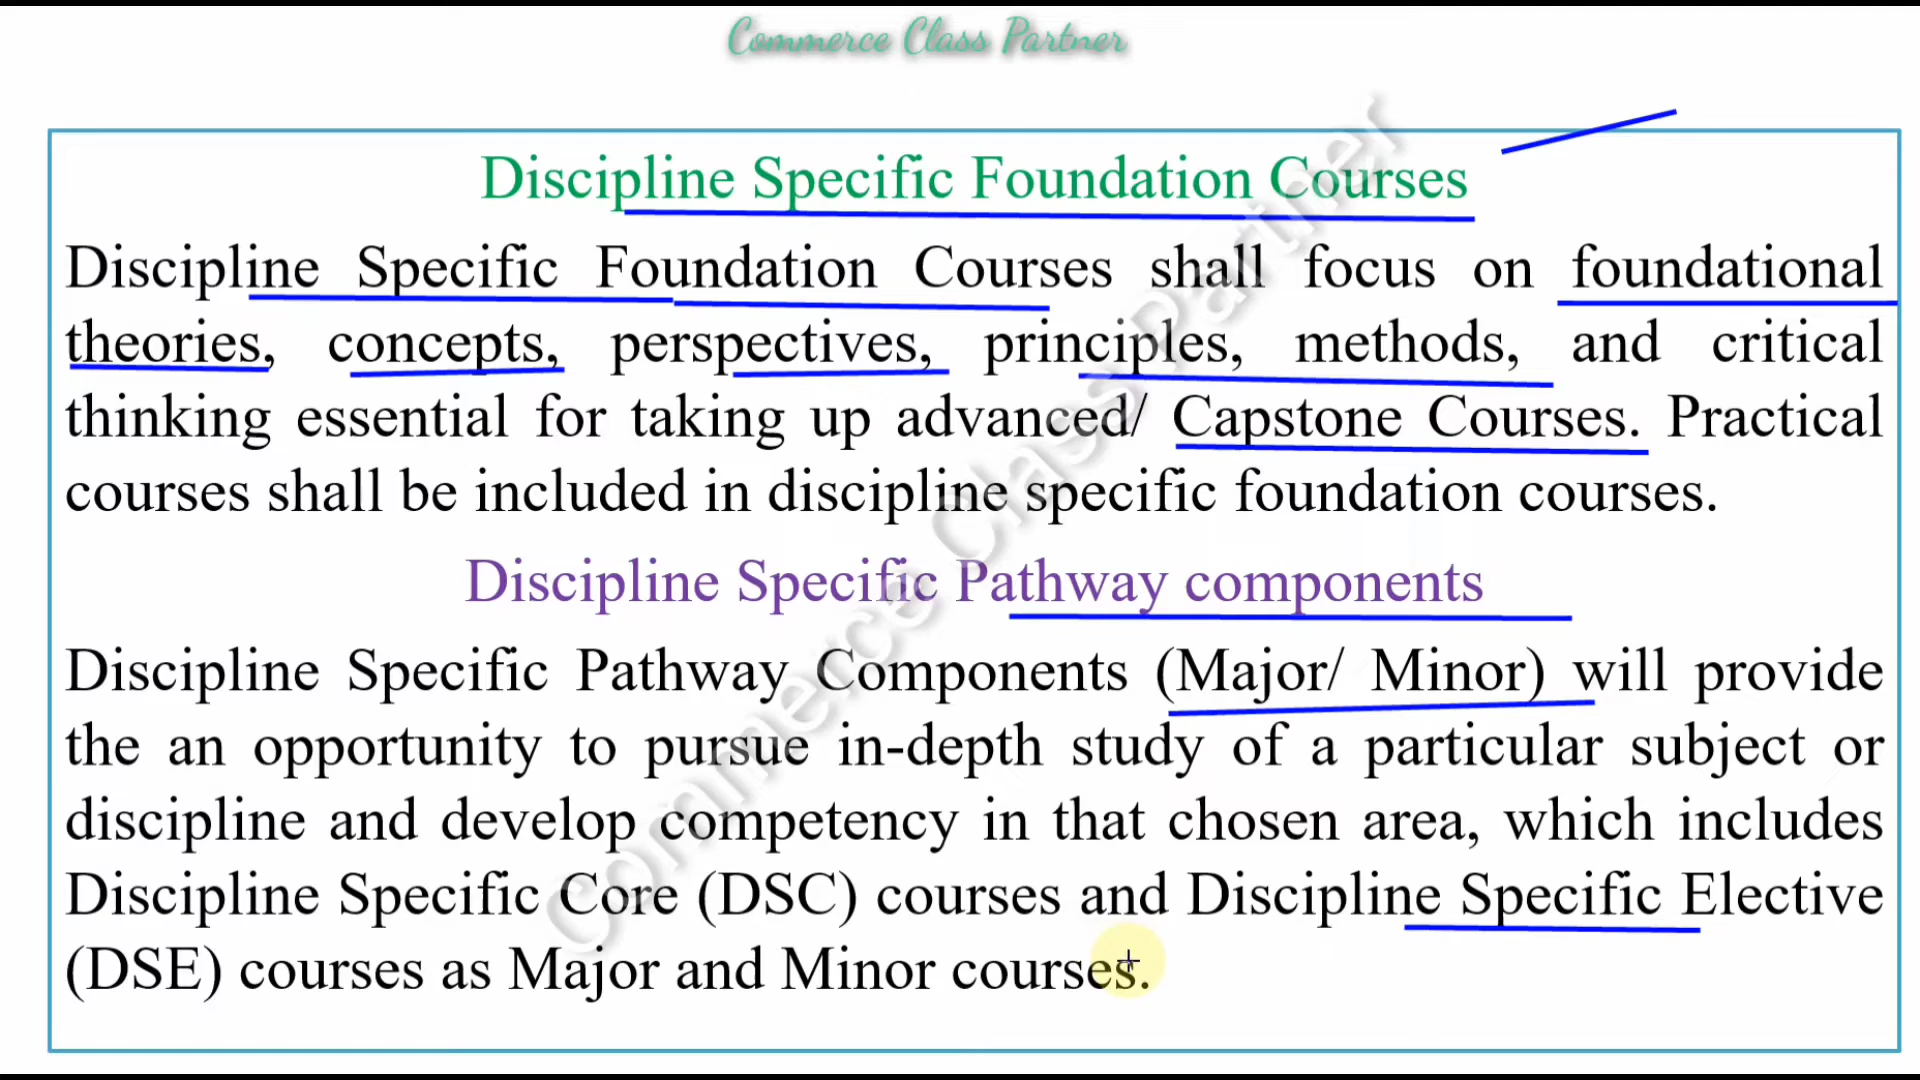 Commerce Class Partner
Discipline Specific Foundation Courses
Discipline Specific Foundation Courses shall focus on foundational
theories, concepts, perspectives, principles, methods, and critical
thinking essential for taking up advanced/ Capstone Courses. Practical
courses shall be included in discipline specific foundation courses.
Discipline Specific Pathway components
Discipline Specific Pathway Components (Major/ Minor) will provide
the an opportunity to pursue in-depth study of a particular subject or
discipline and develop competency in that chosen area, which includes
Discipline Specific Core (DSC) courses and Discipline Specific Elective
(DSE) courses as Major and Minor courses.
Commerce Class Partner